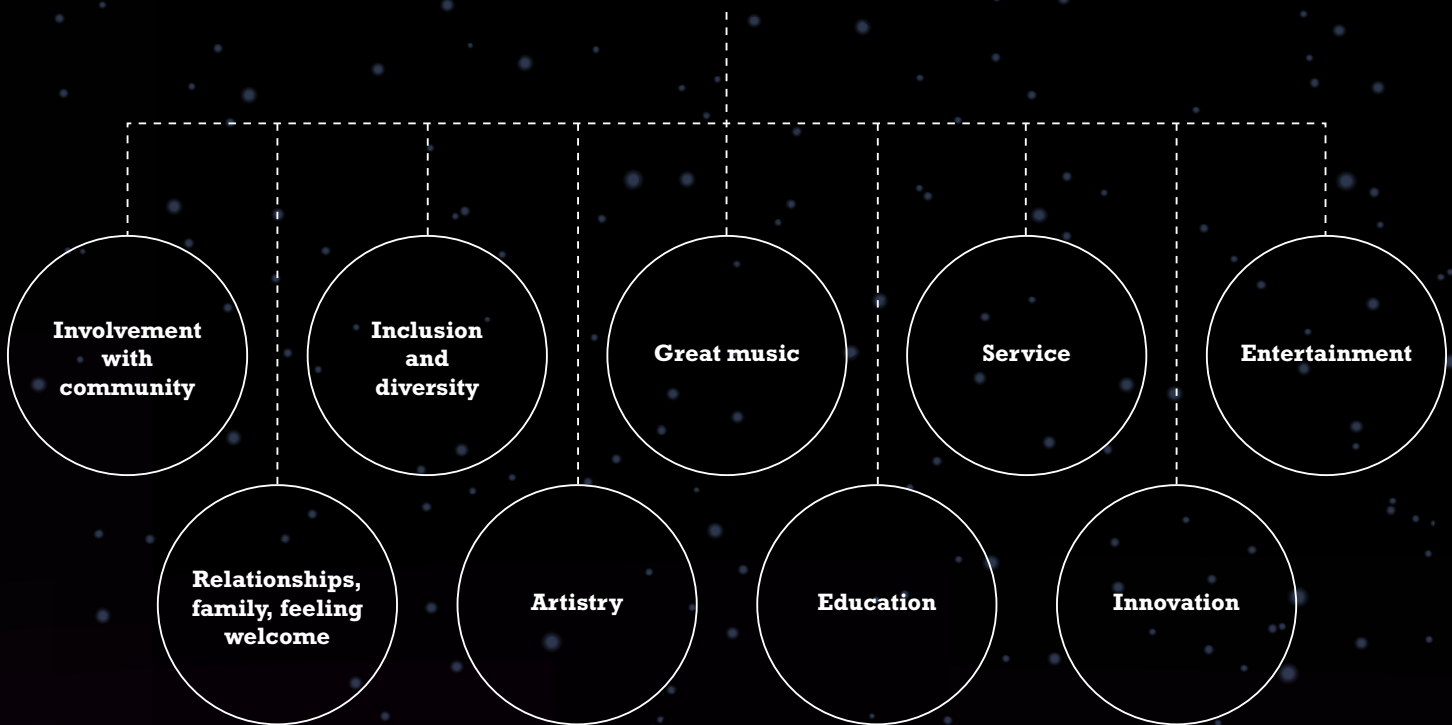 Involvement
with
community
Inclusion
and
diversity
Great music
Service
Entertainment
Relationships,
family, feeling
welcome
Artistry
Education
Innovation